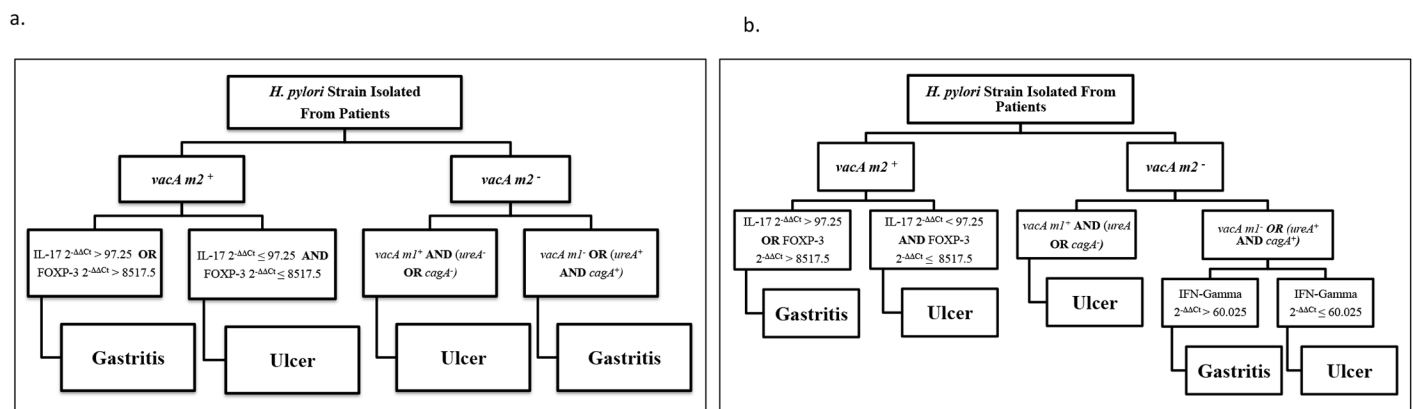 a.
H. pylori Strain Isolated
From Patients
vacA m2 +
vacA m2 -
IL-17 2-ΔΔCt > 97.25 OR
FOXP-3 2-ΔΔCt > 8517.5
IL-17 2-ΔΔCt ≤ 97.25 AND
FOXP-3 2-ΔΔCt ≤ 8517.5
vacA m1+ AND (ureA-
OR cagA-)
vacA m1- OR (ureA+
AND cagA+)
Gastritis
Ulcer
Ulcer
Gastritis
b.
H. pylori Strain Isolated From
Patients
vacA m2 +
vacA m2 -
IL-17 2-ΔΔCt > 97.25
OR FOXP-3
2-ΔΔCt > 8517.5
IL-17 2-ΔΔCt < 97.25
AND FOXP-3
2-ΔΔCt ≤ 8517.5
vacA m1+ AND (ureA
OR cagA-)
vacA m1- OR (ureA+
AND cagA+)
Gastritis
Ulcer
Ulcer
IFN-Gamma
2-ΔΔCt > 60.025
IFN-Gamma
2-ΔΔCt ≤ 60.025
Gastritis
Ulcer